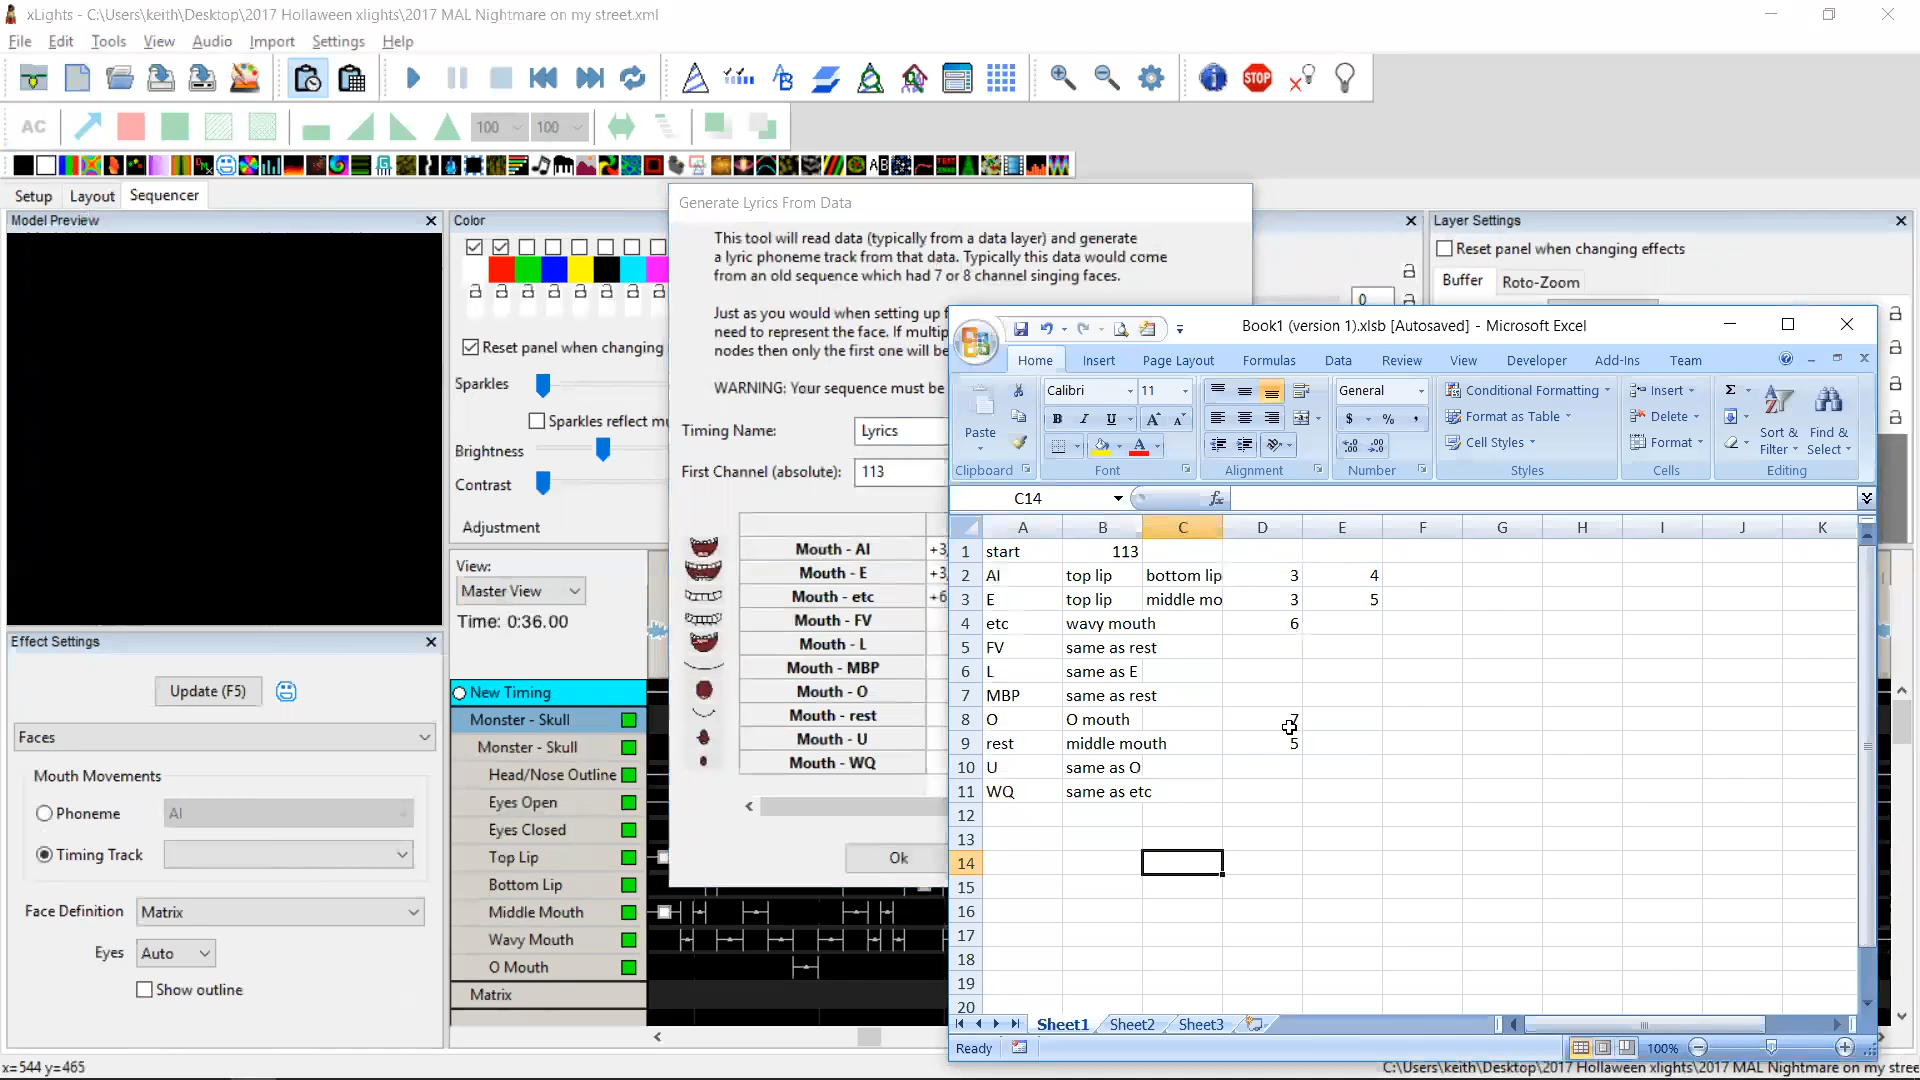 xLights - C:\Users\keith\Desktop\2017 Hollaween xlights\2017 MAL Nightmare on my street.xml
File Edit Tools View Audio Import Settings Help
AC 100 100
Setup Layout Sequencer
Model Preview
Color
Reset panel when changing
Sparkles
Sparkles reflect mu
Brightness
Contrast
Adjustment
View:
Master View
Time: 0:36.00
Effect Settings
Update (F5)
Faces
Mouth Movements
Phoneme AI
Timing Track
Face Definition Matrix
Eyes Auto
Show outline
New Timing
Monster - Skull
Monster - Skull
Head/Nose Outline
Eyes Open
Eyes Closed
Top Lip
Bottom Lip
Middle Mouth
Wavy Mouth
O Mouth
Matrix
Generate Lyrics From Data
This tool will read data (typically from a data layer) and generate
a lyric phoneme track from that data. Typically this data would come
from an old sequence which had 7 or 8 channel singing faces.
Just as you would when setting up f
need to represent the face. If multip
nodes then only the first one will be
WARNING: Your sequence must be
Timing Name: Lyrics
First Channel (absolute): 113
Mouth - AI +3,
Mouth - E +3,
Mouth - etc +6
Mouth - FV
Mouth - L
Mouth - MBP
Mouth - O
Mouth - rest
Mouth - U
Mouth - WQ
Ok
0
Layer Settings
Reset panel when changing effects
Buffer Roto-Zoom
Book1 (version 1).xlsb [Autosaved] - Microsoft Excel
Home Insert Page Layout Formulas Data Review View Developer Add-Ins Team
Paste
Clipboard
Calibri 11
B I U
Font
Alignment
General
$ % ,
Number
Conditional Formatting
Format as Table
Cell Styles
Styles
Insert
Delete
Format
Cells
Σ
Sort & Filter
Find & Select
Editing
C14 fx
A B C D E F G H I J K
1 start 113
2 AI top lip bottom lip 3 4
3 E top lip middle mo 3 5
4 etc wavy mouth 6
5 FV same as rest
6 L same as E
7 MBP same as rest
8 O O mouth 7
9 rest middle mouth 5
10 U same as O
11 WQ same as etc
12
13
14
15
16
17
18
19
20
Sheet1 Sheet2 Sheet3
Ready 100%
x=544 y=465
C:\Users\keith\Desktop\2017 Hollaween xlights\2017 MAL Nightmare on my stree